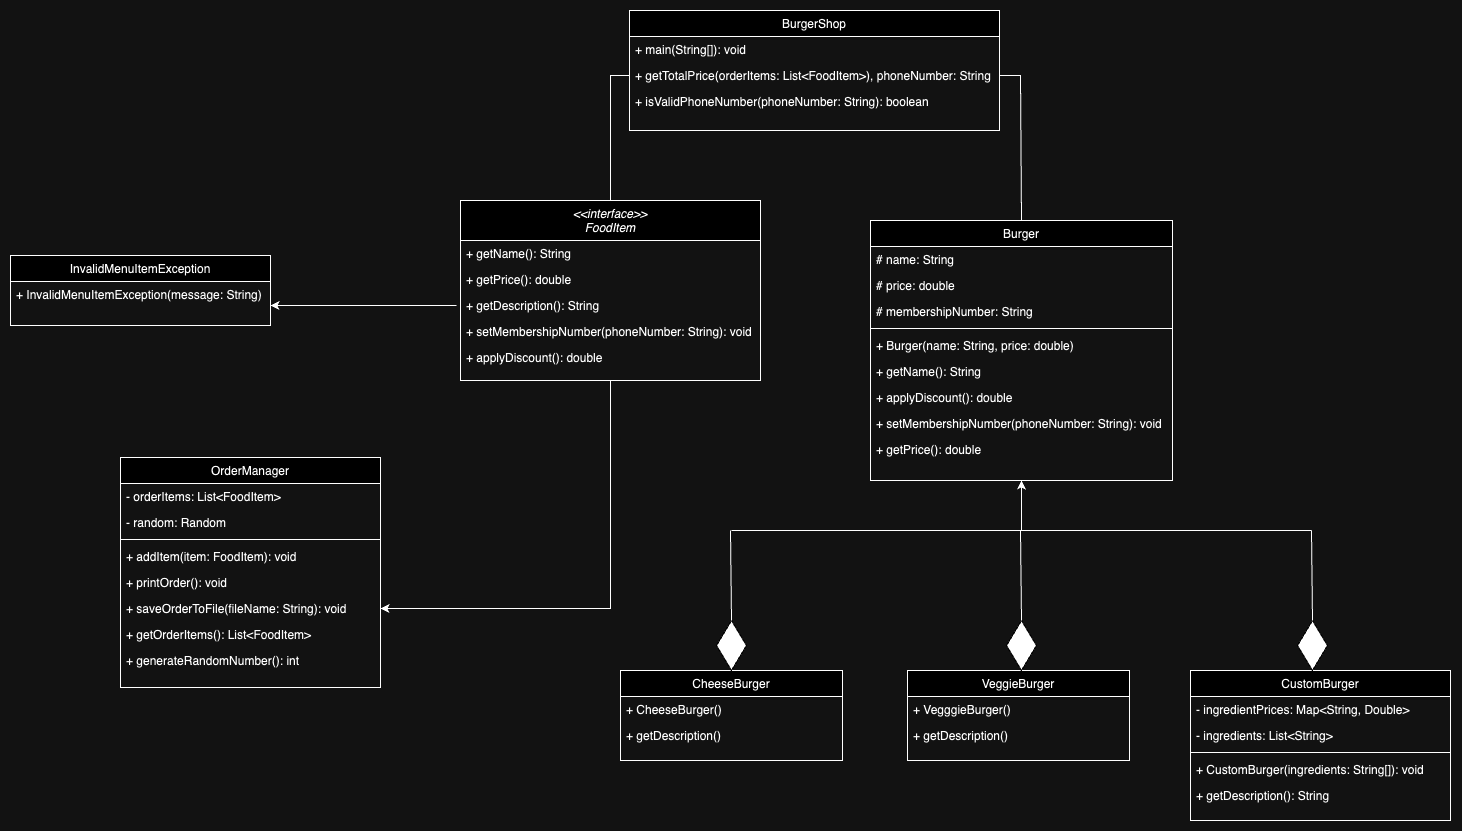 BurgerShop
+ main(String[]): void
+ getTotalPrice(orderItems: List<FoodItem>), phoneNumber: String
+ isValidPhoneNumber(phoneNumber: String): boolean
<<interface>>
FoodItem
+ getName(): String
+ getPrice(): double
+ getDescription(): String
+ setMembershipNumber(phoneNumber: String): void
+ applyDiscount(): double
Burger
# name: String
# price: double
# membershipNumber: String
+ Burger(name: String, price: double)
+ getName(): String
+ applyDiscount(): double
+ setMembershipNumber(phoneNumber: String): void
+ getPrice(): double
InvalidMenuItemException
+ InvalidMenuItemException(message: String)
OrderManager
- orderItems: List<FoodItem>
- random: Random
+ addItem(item: FoodItem): void
+ printOrder(): void
+ saveOrderToFile(fileName: String): void
+ getOrderItems(): List<FoodItem>
+ generateRandomNumber(): int
CheeseBurger
+ CheeseBurger()
+ getDescription()
VeggieBurger
+ VegggieBurger()
+ getDescription()
CustomBurger
- ingredientPrices: Map<String, Double>
- ingredients: List<String>
+ CustomBurger(ingredients: String[]): void
+ getDescription(): String